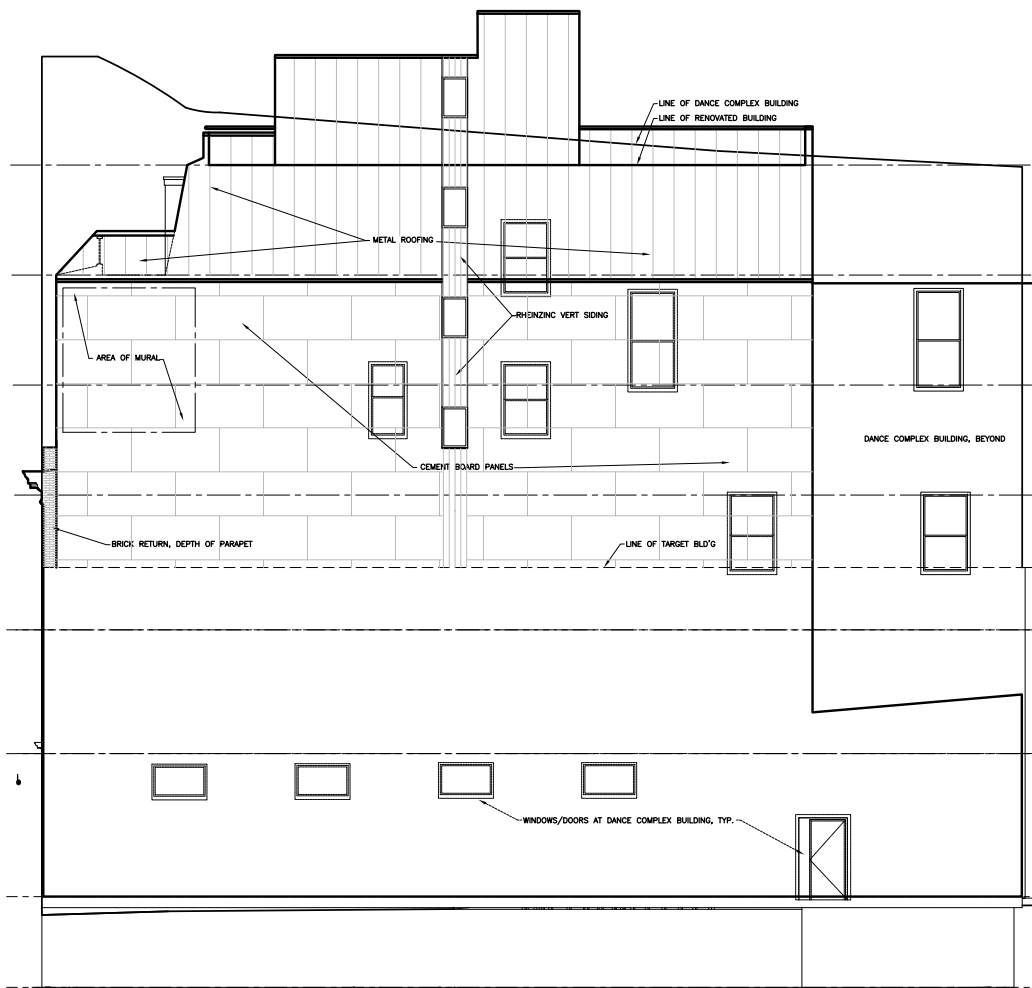 LINE OF DANCE COMPLEX BUILDING
LINE OF RENOVATED BUILDING
METAL ROOFING
RHEINZINC VERT SIDING
AREA OF MURAL
DANCE COMPLEX BUILDING, BEYOND
CEMENT BOARD PANELS
BRICK RETURN, DEPTH OF PARAPET
LINE OF TARGET BLD'G
WINDOWS/DOORS AT DANCE COMPLEX BUILDING, TYP.